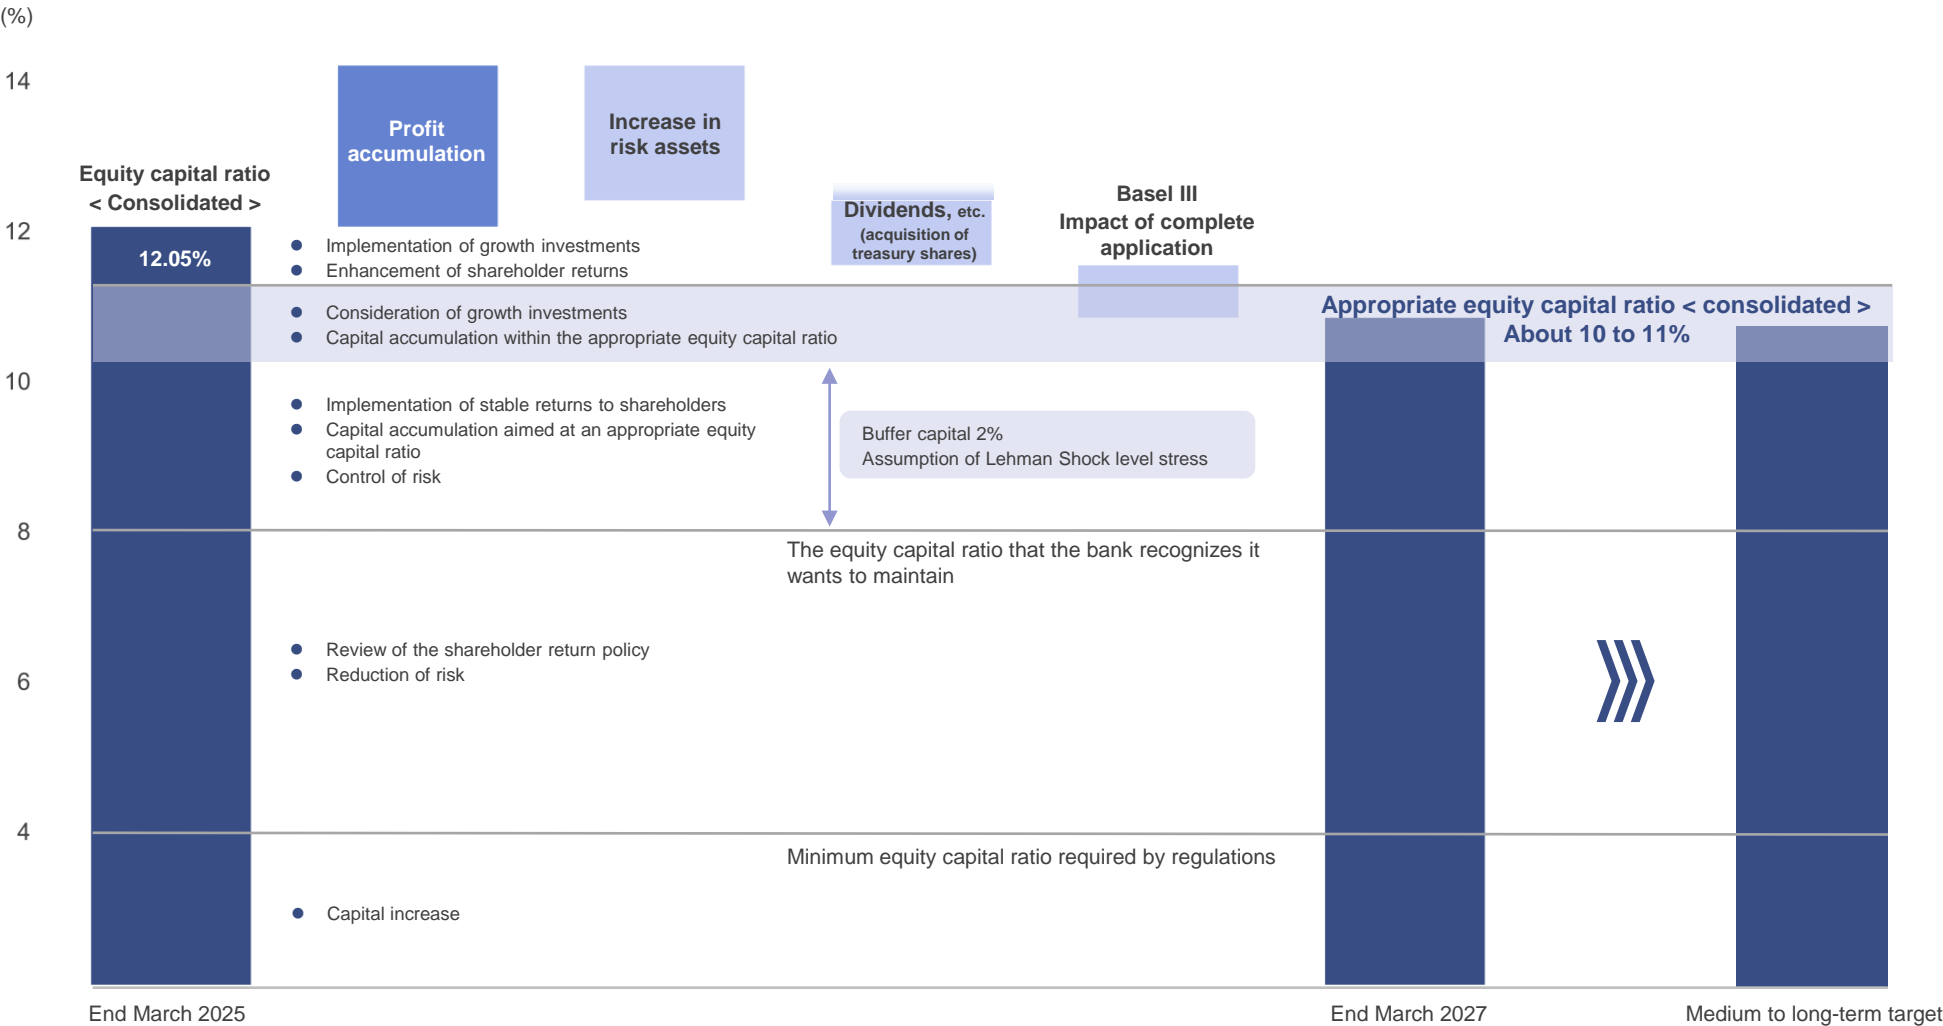 (%)
14
12
10
8
6
4
Equity capital ratio
< Consolidated >
12.05%
Profit
accumulation
Increase in
risk assets
Dividends, etc.
(acquisition of
treasury shares)
Basel III
Impact of complete
application
● Implementation of growth investments
● Enhancement of shareholder returns
● Consideration of growth investments
● Capital accumulation within the appropriate equity capital ratio
Appropriate equity capital ratio < consolidated >
About 10 to 11%
● Implementation of stable returns to shareholders
● Capital accumulation aimed at an appropriate equity
capital ratio
● Control of risk
Buffer capital 2%
Assumption of Lehman Shock level stress
The equity capital ratio that the bank recognizes it
wants to maintain
● Review of the shareholder return policy
● Reduction of risk
Minimum equity capital ratio required by regulations
● Capital increase
End March 2025
End March 2027
Medium to long-term target